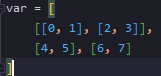 var = [
[[0, 1], [2, 3]],
[4, 5], [6, 7]
]